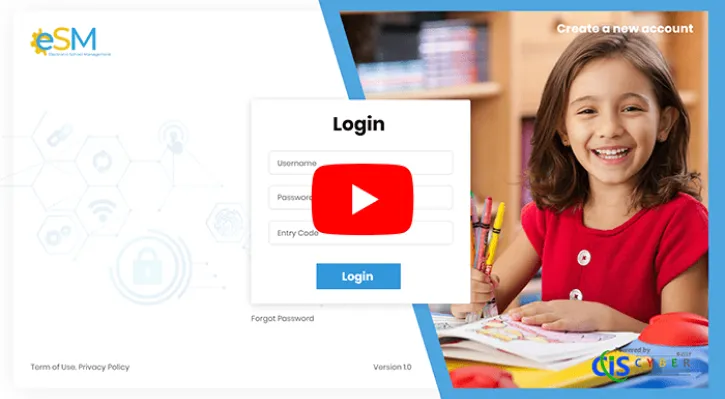 Create a new account
eSM
Electronic School Management
Login
Username
Passwor
Entry Code
Login
Forgot Password
Term of Use, Privacy Policy
Version 1.0
Powered by
CiS CYBER